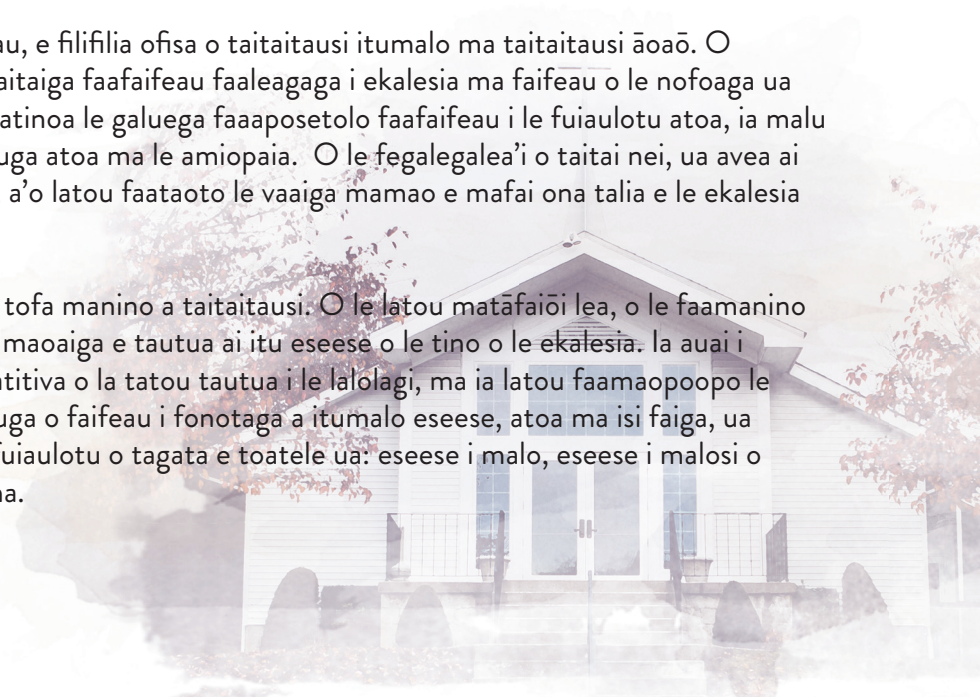 au, e filifilia ofisa o taitaitausi itumalo ma taitaitausi āoaō. O
aitaiga faafaifeau faaleagaga i ekalesia ma faifeau o le nofoaga ua
atinoa le galuega faaaposetolo faafaifeau i le fuiaulotu atoa, ia malu
uga atoa ma le amiopaia. O le fegalegalea’i o taitai nei, ua avea ai
a’o latou faataoto le vaaiga mamao e mafai ona talia e le ekalesia
tofa manino a taitaitausi. O le latou matāfaiōi lea, o le faamanino
maoaiga e tautua ai itu eseese o le tino o le ekalesia. Ia auai i
atitiva o la tatou tautua i le lalolagi, ma ia latou faamaopoopo le
uga o faifeau i fonotaga a itumalo eseese, atoa ma isi faiga, ua
fuiaulotu o tagata e toatele ua: eseese i malo, eseese i malosi o
na.